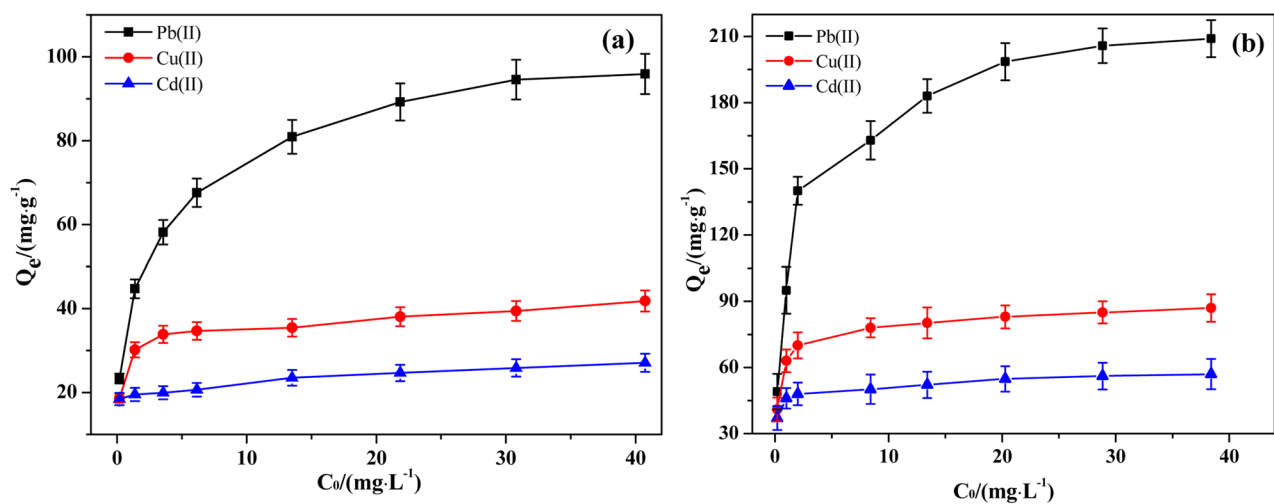 (a)
Pb(II)
Cu(II)
Cd(II)
100
80
60
40
20
Qe/(mg·g⁻¹)
0 10 20 30 40
C₀/(mg·L⁻¹)
(b)
Pb(II)
Cu(II)
Cd(II)
210
180
150
120
90
60
30
Qe/(mg·g⁻¹)
0 10 20 30 40
C₀/(mg·L⁻¹)